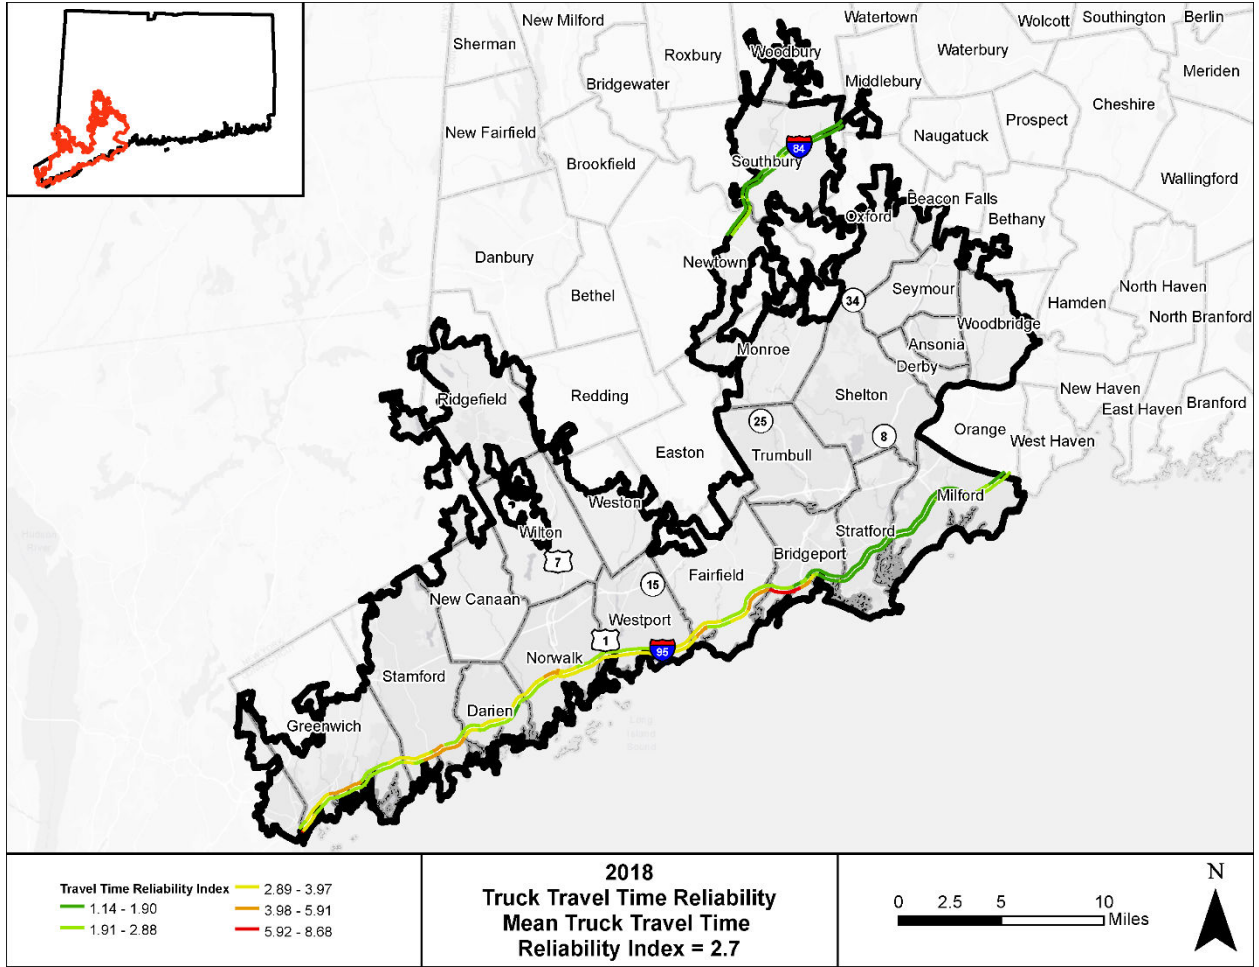 New Milford
Watertown
Wolcott
Southington
Berlin
Sherman
Roxbury
Woodbury
Waterbury
Bridgewater
Middlebury
Meriden
Cheshire
New Fairfield
Prospect
Naugatuck
Brookfield
84
Southbury
Wallingford
Beacon Falls
Oxford
Bethany
Danbury
Newtown
Seymour
North Haven
Bethel
34
Hamden
North Branford
Woodbridge
Monroe
Ansonia
Derby
New Haven
Ridgefield
Redding
Shelton
East Haven
Branford
25
8
Orange
Easton
Trumbull
West Haven
Weston
Milford
Wilton
Stratford
7
Bridgeport
15
Fairfield
New Canaan
Westport
1
95
Norwalk
Stamford
Darien
Greenwich
Long
Island
Sound
Travel Time Reliability Index
1.14 - 1.90
1.91 - 2.88
2.89 - 3.97
3.98 - 5.91
5.92 - 8.68
2018
Truck Travel Time Reliability
Mean Truck Travel Time
Reliability Index = 2.7
0 2.5 5 10
Miles
N